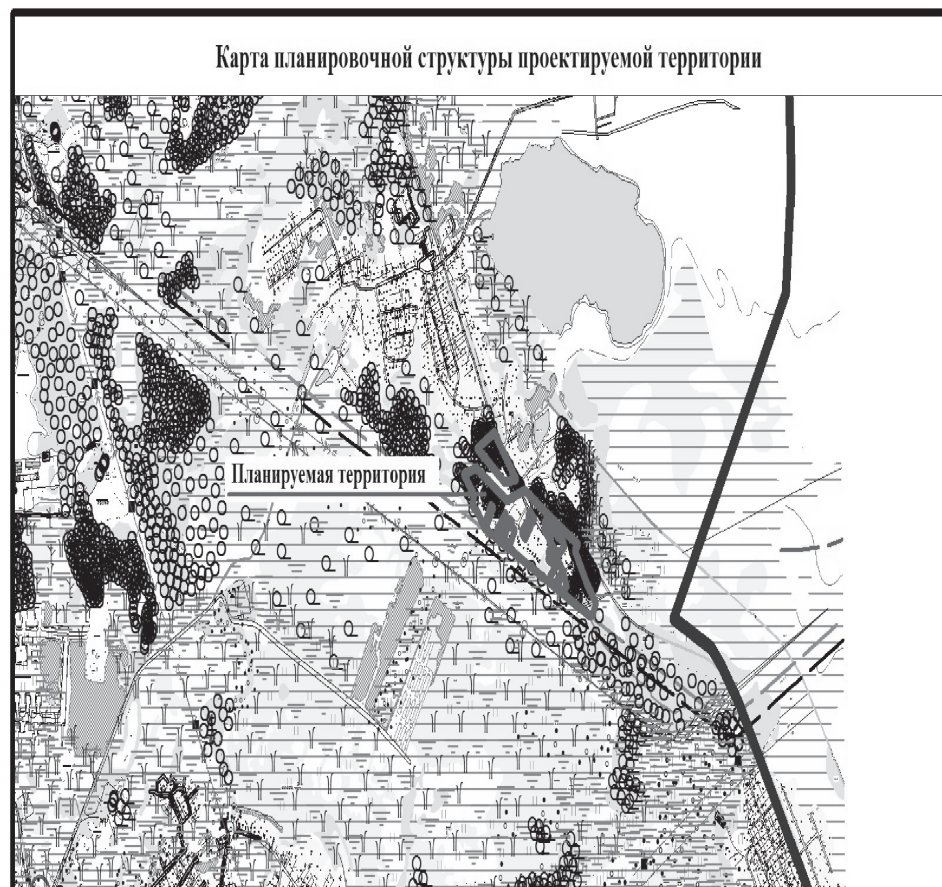 Карта планировочной структуры проектируемой территории
Планируемая территория